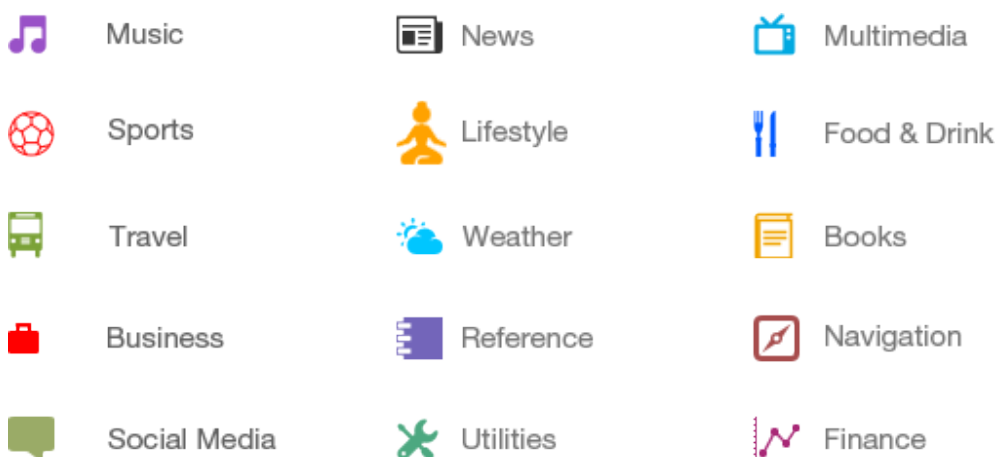 Music
News
Multimedia
Sports
Lifestyle
Food & Drink
Travel
Weather
Books
Business
Reference
Navigation
Social Media
Utilities
Finance